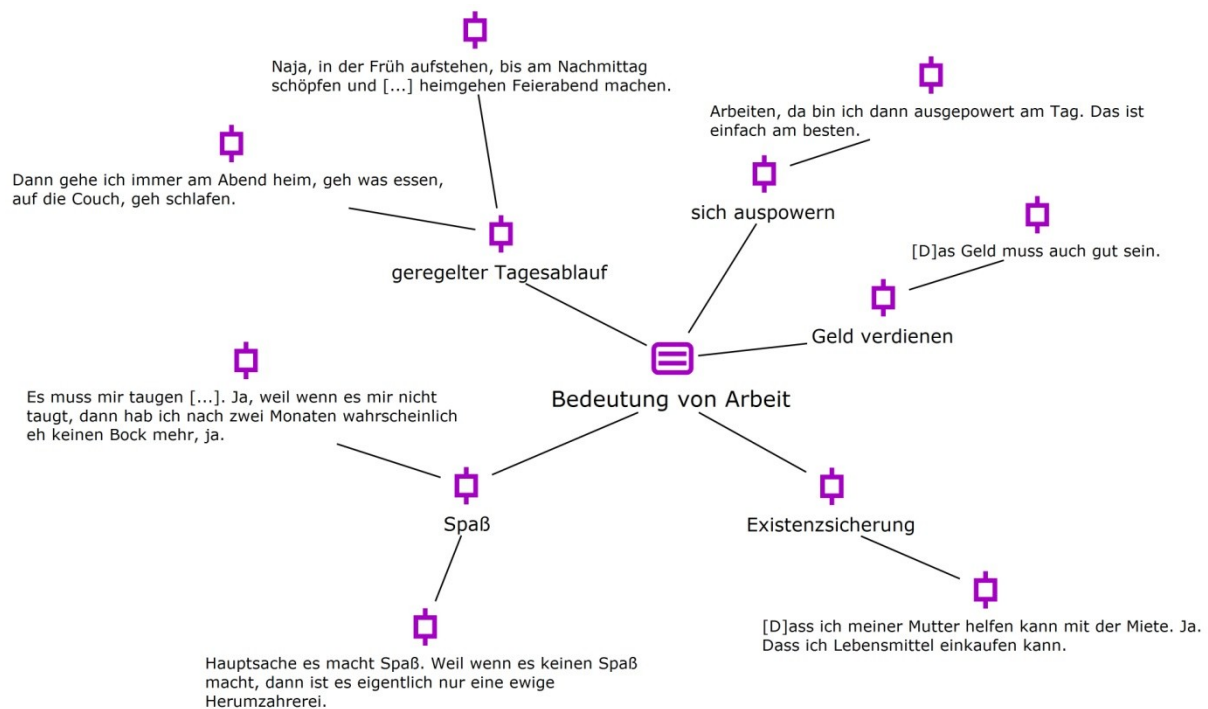 Naja, in der Früh aufstehen, bis am Nachmittag
schöpfen und [...] heimgehen Feierabend machen.
Arbeiten, da bin ich dann ausgepowert am Tag. Das ist
einfach am besten.
Dann gehe ich immer am Abend heim, geh was essen,
auf die Couch, geh schlafen.
sich auspowern
[D]as Geld muss auch gut sein.
geregelter Tagesablauf
Geld verdienen
Bedeutung von Arbeit
Es muss mir taugen [...]. Ja, weil wenn es mir nicht
taugt, dann hab ich nach zwei Monaten wahrscheinlich
eh keinen Bock mehr, ja.
Spaß
Existenzsicherung
[D]ass ich meiner Mutter helfen kann mit der Miete. Ja.
Dass ich Lebensmittel einkaufen kann.
Hauptsache es macht Spaß. Weil wenn es keinen Spaß
macht, dann ist es eigentlich nur eine ewige
Herumzahrerei.